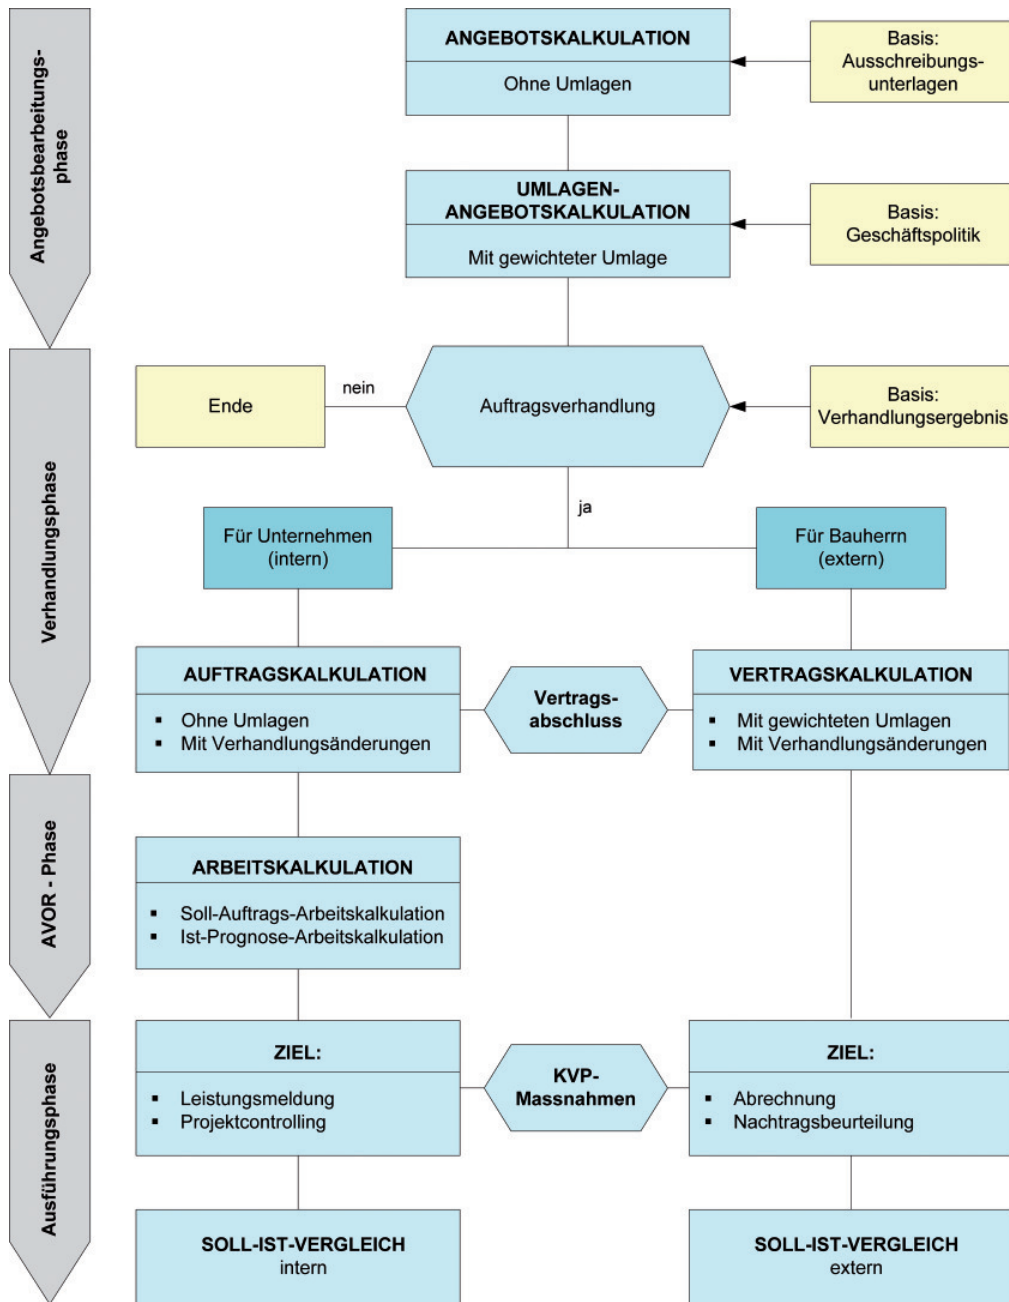 Angebotsbearbeitungs-
phase
ANGEBOTSKALKULATION
Ohne Umlagen
Basis:
Ausschreibungs-
unterlagen
UMLAGEN-
ANGEBOTSKALKULATION
Mit gewichteter Umlage
Basis:
Geschäftspolitik
Verhandlungsphase
Ende
nein
Auftragsverhandlung
Basis:
Verhandlungsergebnis
ja
Für Unternehmen
(intern)
Für Bauherrn
(extern)
AUFTRAGSKALKULATION
▪ Ohne Umlagen
▪ Mit Verhandlungsänderungen
Vertrags-
abschluss
VERTRAGSKALKULATION
▪ Mit gewichteten Umlagen
▪ Mit Verhandlungsänderungen
AVOR - Phase
ARBEITSKALKULATION
▪ Soll-Auftrags-Arbeitskalkulation
▪ Ist-Prognose-Arbeitskalkulation
Ausführungsphase
ZIEL:
▪ Leistungsmeldung
▪ Projektcontrolling
KVP-
Massnahmen
ZIEL:
▪ Abrechnung
▪ Nachtragsbeurteilung
SOLL-IST-VERGLEICH
intern
SOLL-IST-VERGLEICH
extern